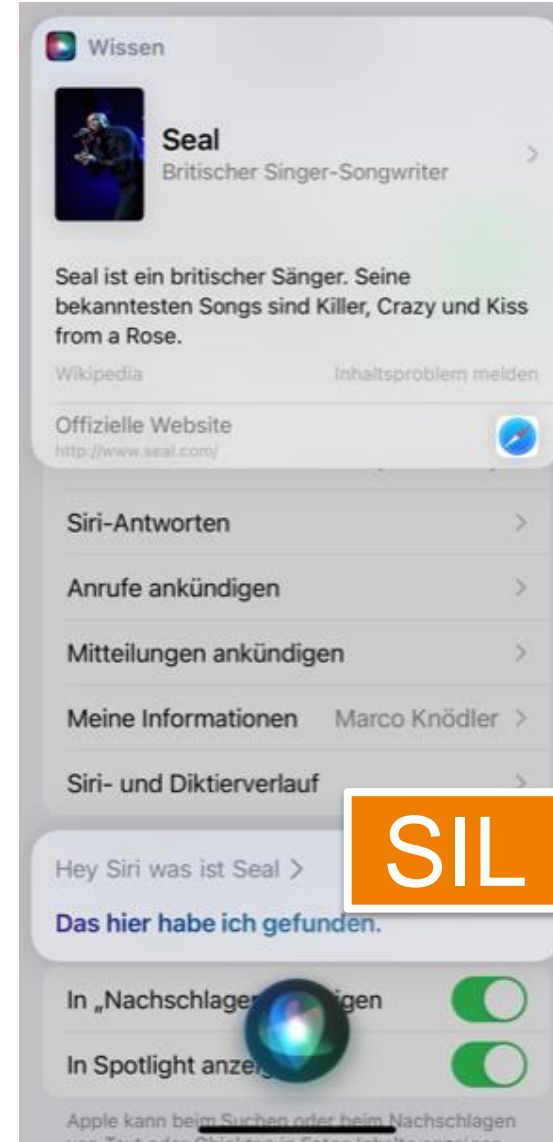 Wissen
Seal
Britischer Singer-Songwriter
Seal ist ein britischer Sänger. Seine
bekanntesten Songs sind Killer, Crazy und Kiss
from a Rose.
Wikipedia Inhaltsproblem melden
Offizielle Website
http://www.seal.com/
Siri-Antworten
Anrufe ankündigen
Mitteilungen ankündigen
Meine Informationen Marco Knödler
Siri- und Diktierverlauf
SIL
Hey Siri was ist Seal >
Das hier habe ich gefunden.
In „Nachschlage igen
In Spotlight anze
Apple kann beim Suchen oder beim Nachschlagen